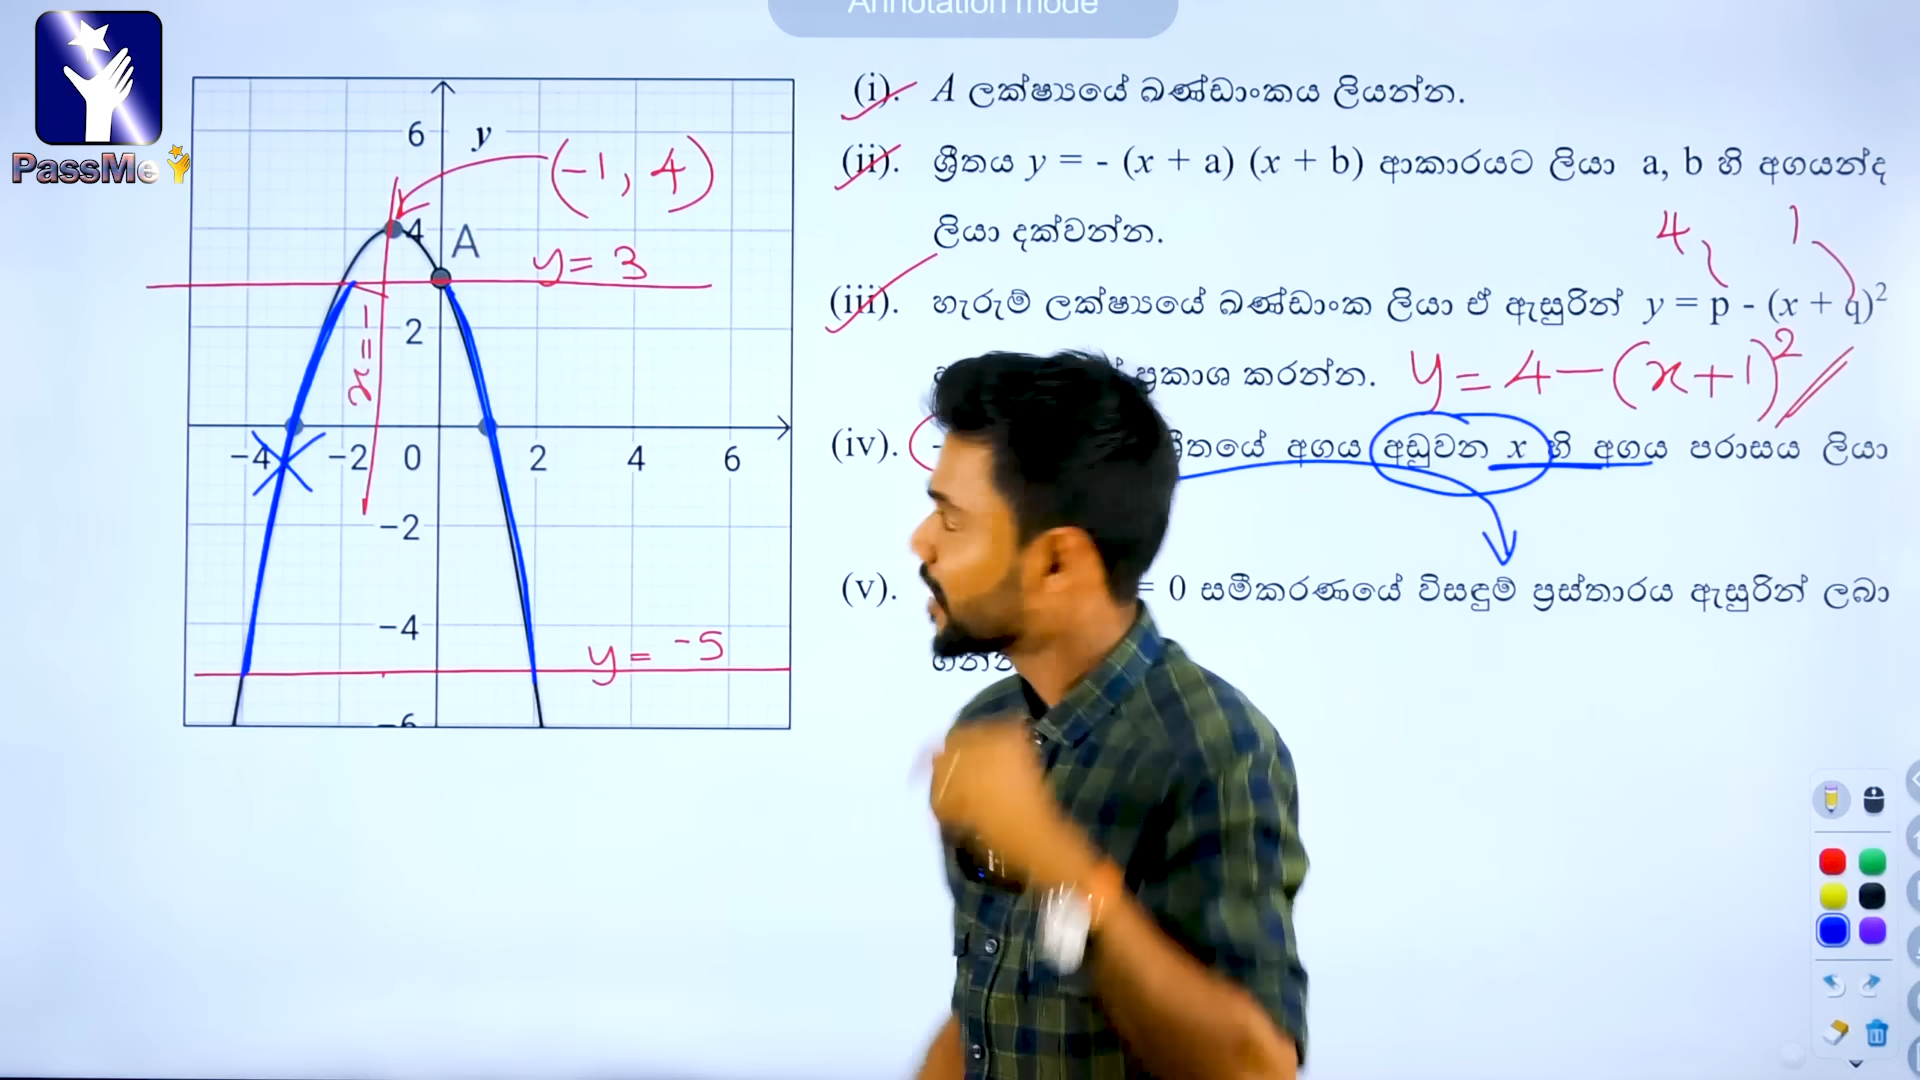 Annotation mode
PassMe
6 y (-1, 4)
4 A
y = 3
2
x = -1
-4 -2 0 2 4 6
-2
-4
y = -5
-6
(i). A ලක්ෂ්‍යයේ ඛණ්ඩාංකය ලියන්න.
(ii). ශ්‍රිතය y = - (x + a) (x + b) ආකාරයට ලියා a, b හි අගයන්ද
ලියා දක්වන්න.
4 1
(iii). හැරුම් ලක්ෂ්‍යයේ ඛණ්ඩාංක ලියා ඒ ඇසුරින් y = p - (x + q)²
ප්‍රකාශ කරන්න. y = 4 - (x+1)²
(iv). අගය අඩුවන x හි අගය පරාසය ලියා
(v). = 0 සමීකරණයේ විසඳුම් ප්‍රස්තාරය ඇසුරින් ලබා